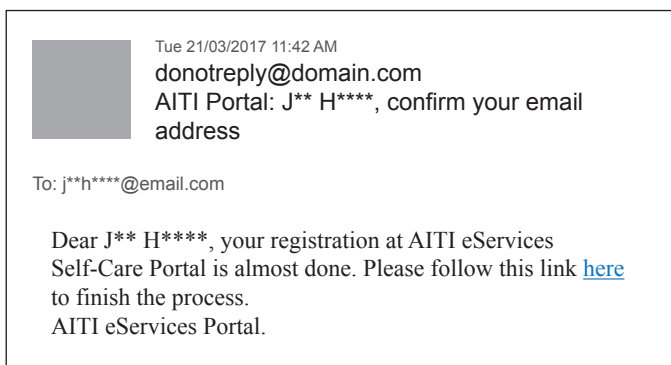 Tue 21/03/2017 11:42 AM
donotreply@domain.com
AITI Portal: J** H****, confirm your email
address
To: j**h****@email.com
Dear J** H****, your registration at AITI eServices
Self-Care Portal is almost done. Please follow this link here
to finish the process.
AITI eServices Portal.